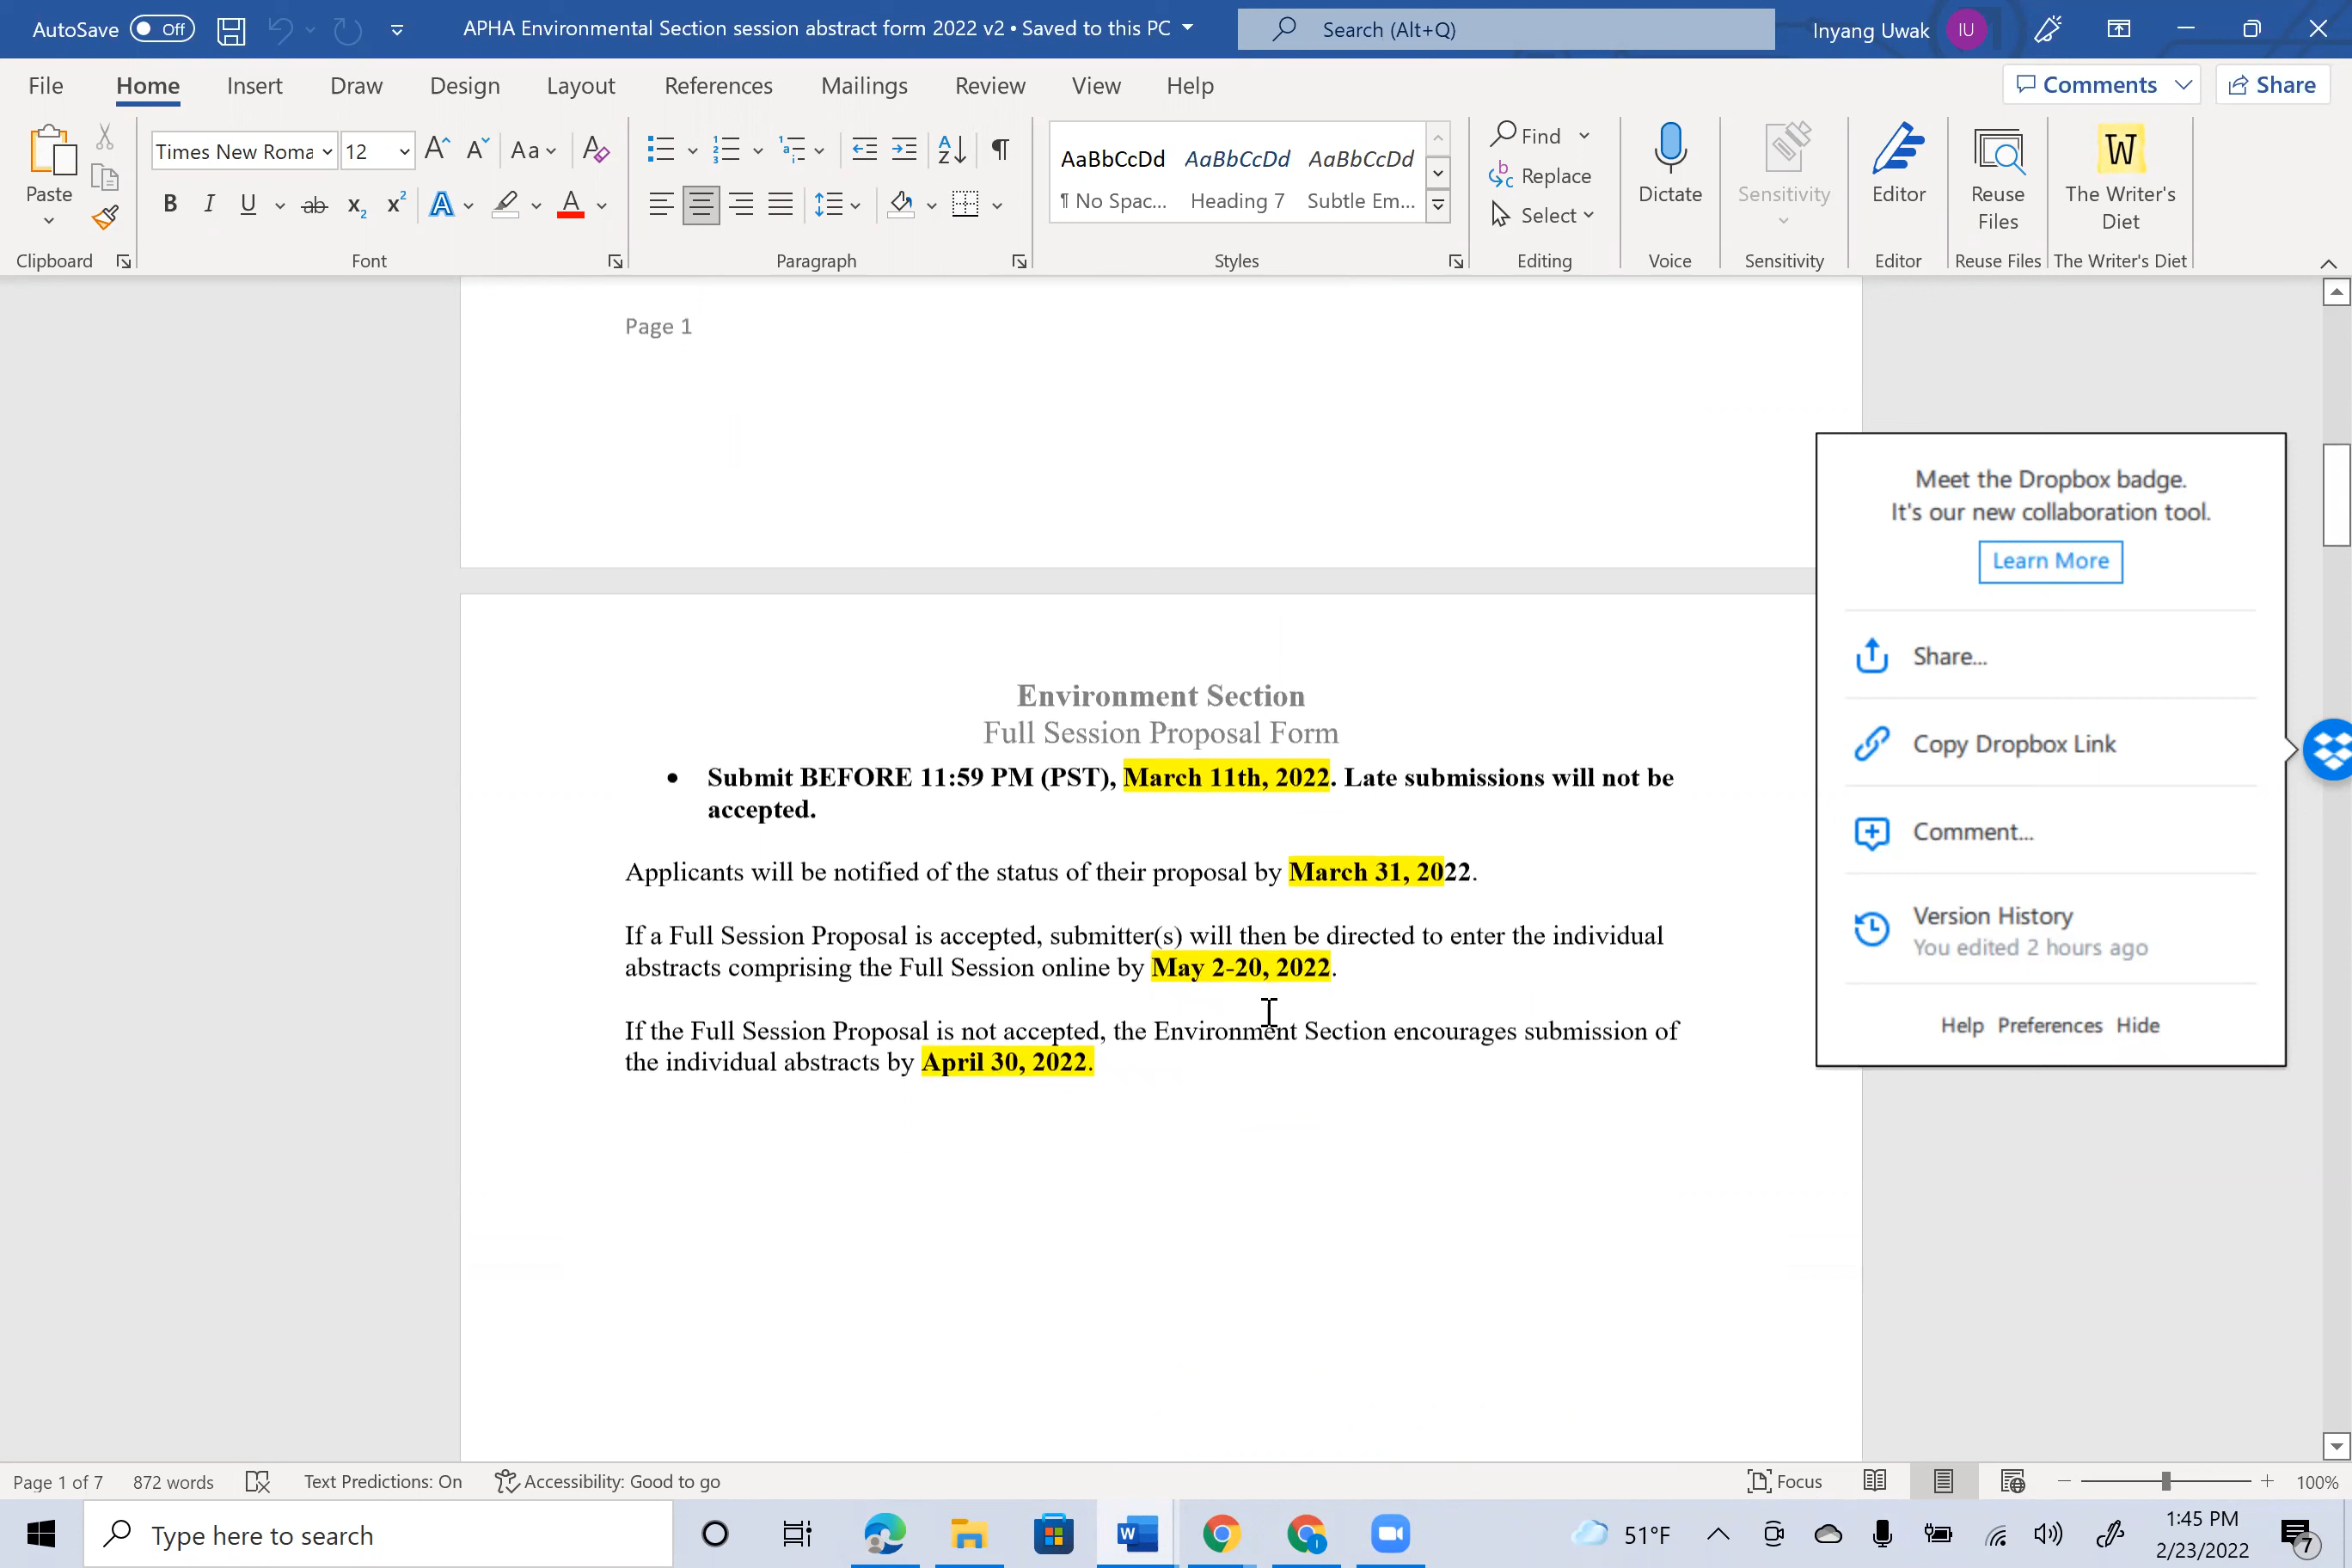 AutoSave Off APHA Environmental Section session abstract form 2022 v2 • Saved to this PC Search (Alt+Q) Inyang Uwak IU
File Home Insert Draw Design Layout References Mailings Review View Help Comments Share
Paste
Clipboard
Times New Roma 12
Aa
B I U ab x₂ x² A A
Font
Paragraph
AaBbCcDd AaBbCcDd AaBbCcDd
¶ No Spac... Heading 7 Subtle Em...
Styles
Find
Replace
Select
Editing
Dictate
Voice
Sensitivity
Sensitivity
Editor
Editor
Reuse
Files
Reuse Files
W
The Writer's
Diet
The Writer's Diet
Page 1
Environment Section
Full Session Proposal Form
• Submit BEFORE 11:59 PM (PST), March 11th, 2022. Late submissions will not be
accepted.
Applicants will be notified of the status of their proposal by March 31, 2022.
If a Full Session Proposal is accepted, submitter(s) will then be directed to enter the individual
abstracts comprising the Full Session online by May 2-20, 2022.
If the Full Session Proposal is not accepted, the Environment Section encourages submission of
the individual abstracts by April 30, 2022.
Meet the Dropbox badge.
It's our new collaboration tool.
Learn More
Share...
Copy Dropbox Link
Comment...
Version History
You edited 2 hours ago
Help Preferences Hide
Page 1 of 7 872 words Text Predictions: On Accessibility: Good to go Focus 100%
Type here to search 51°F 1:45 PM
2/23/2022 7